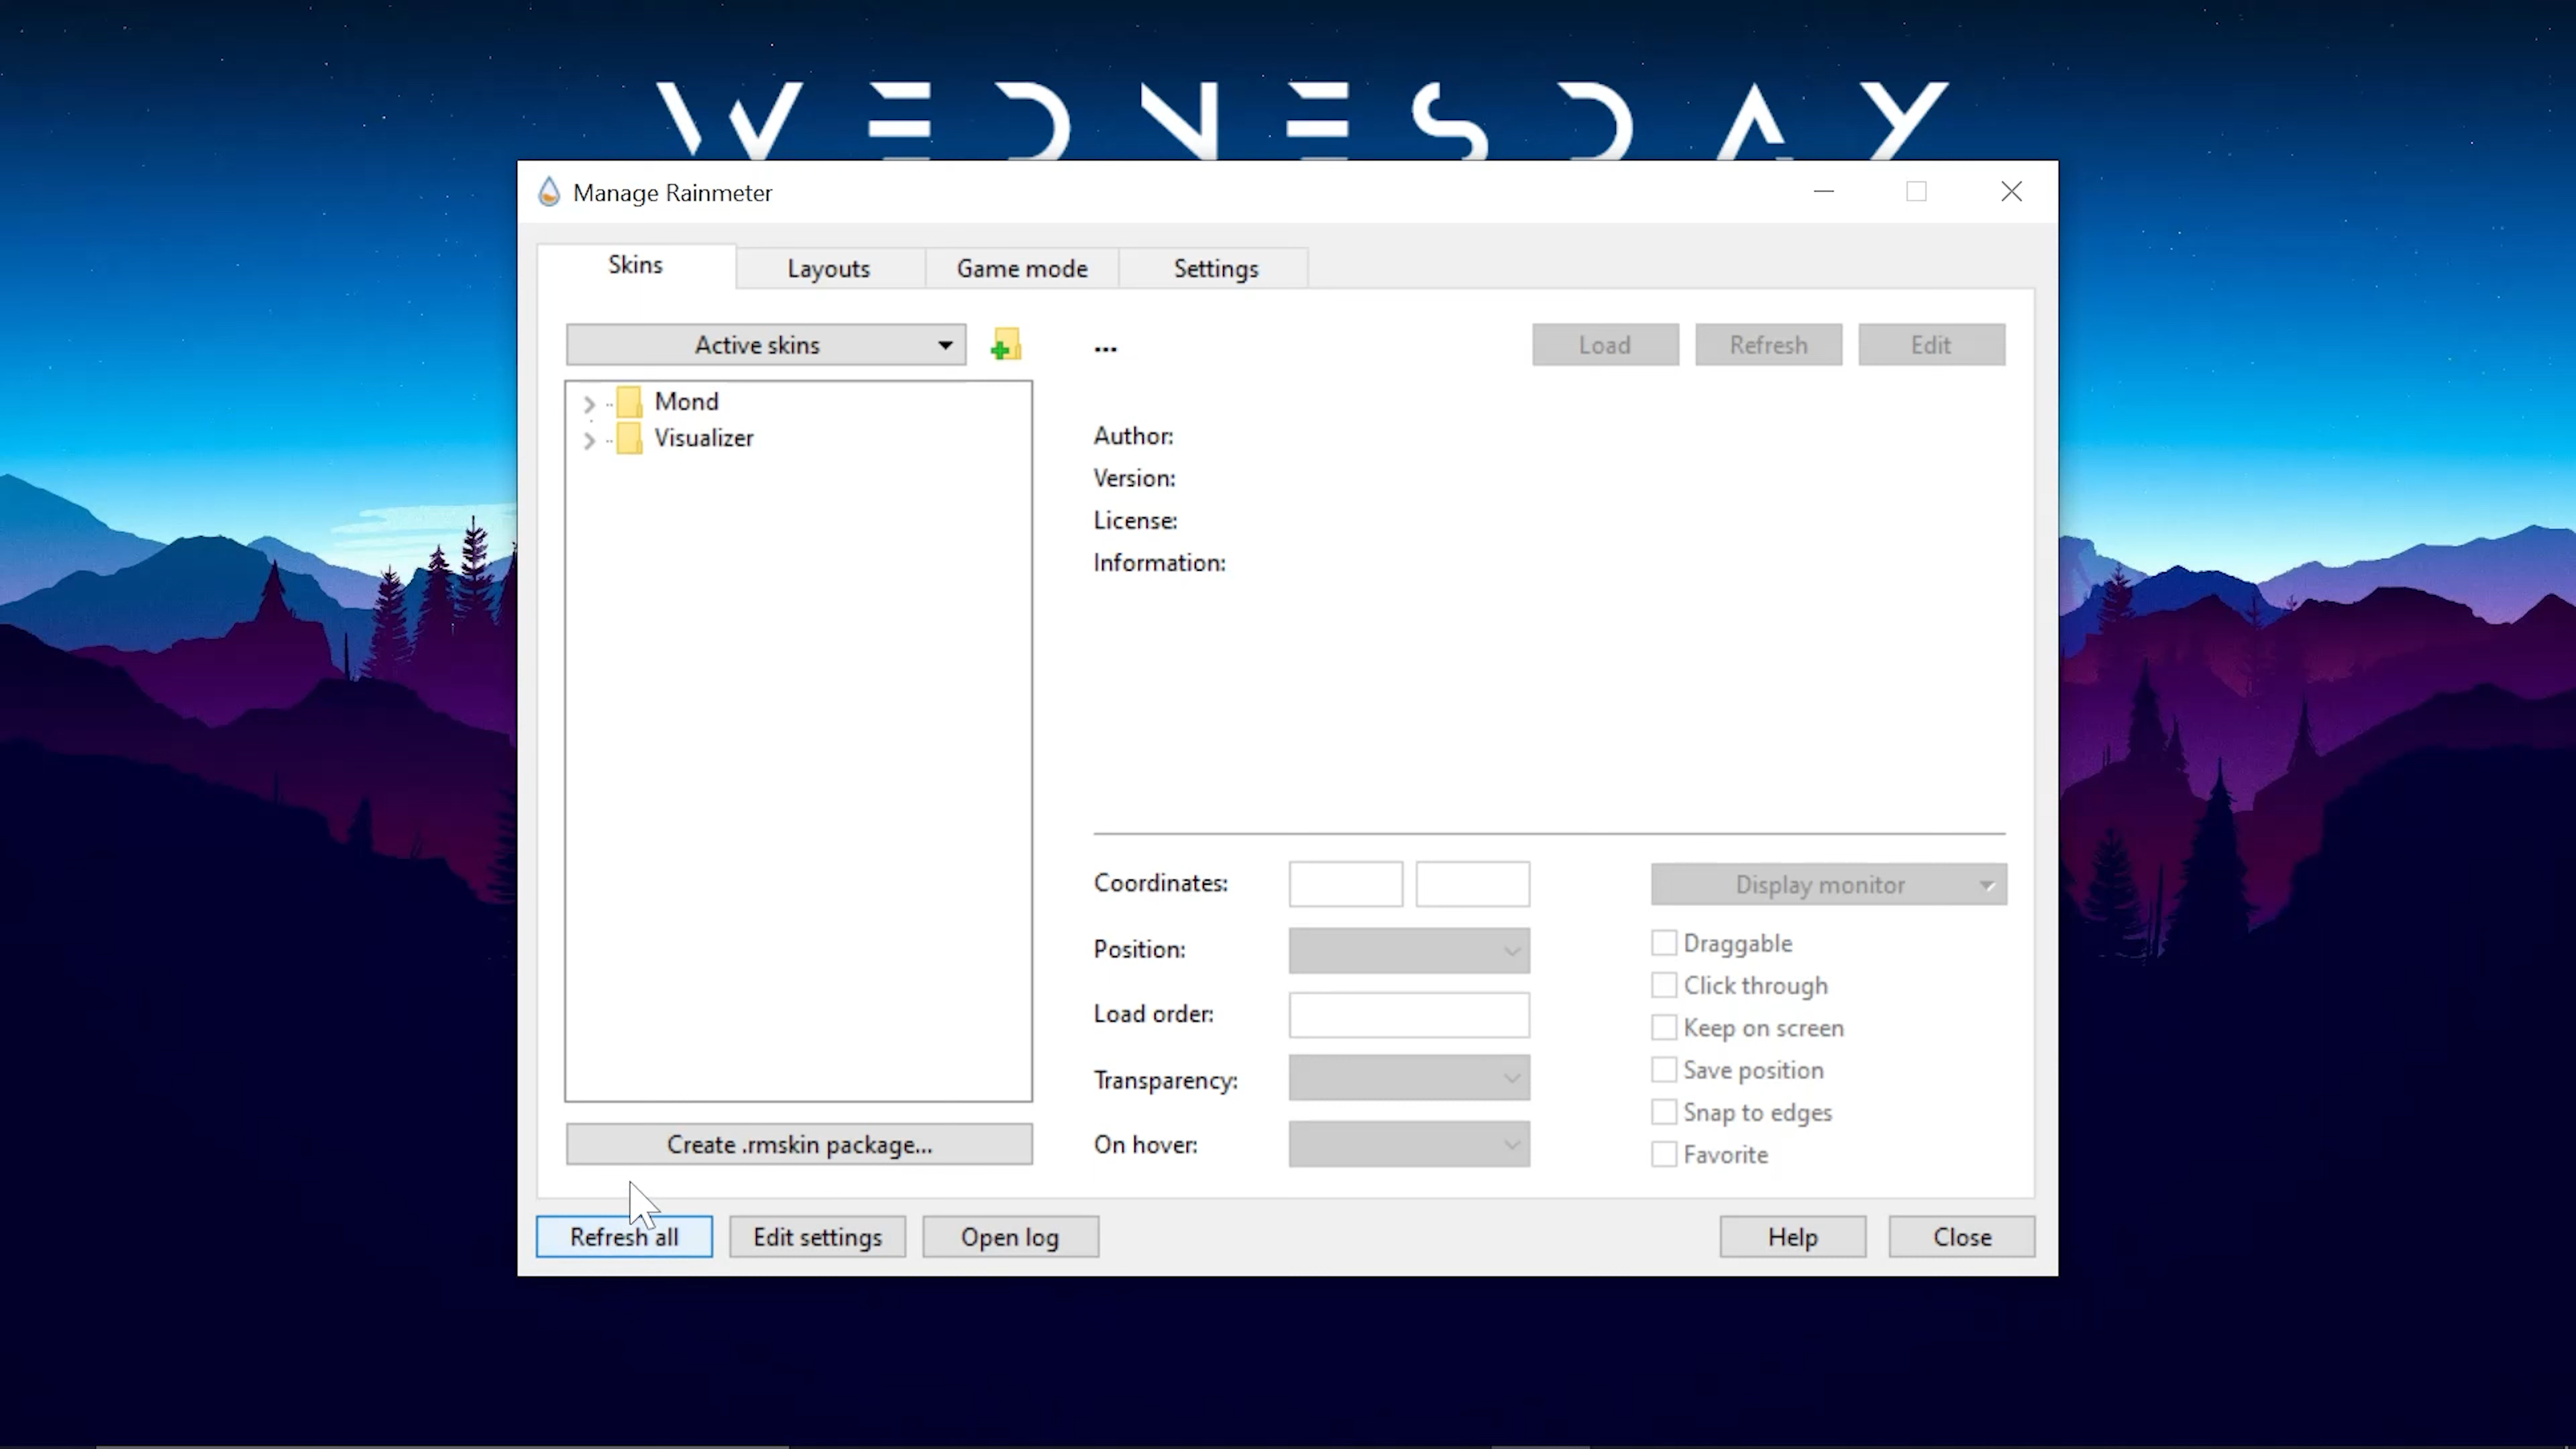 WEDNESDAY
Manage Rainmeter
Skins Layouts Game mode Settings
Active skins ... Load Refresh Edit
Mond
Visualizer
Author:
Version:
License:
Information:
Coordinates: Display monitor
Position: Draggable
Click through
Load order: Keep on screen
Transparency: Save position
Snap to edges
On hover: Favorite
Create .rmskin package...
Refresh all Edit settings Open log Help Close